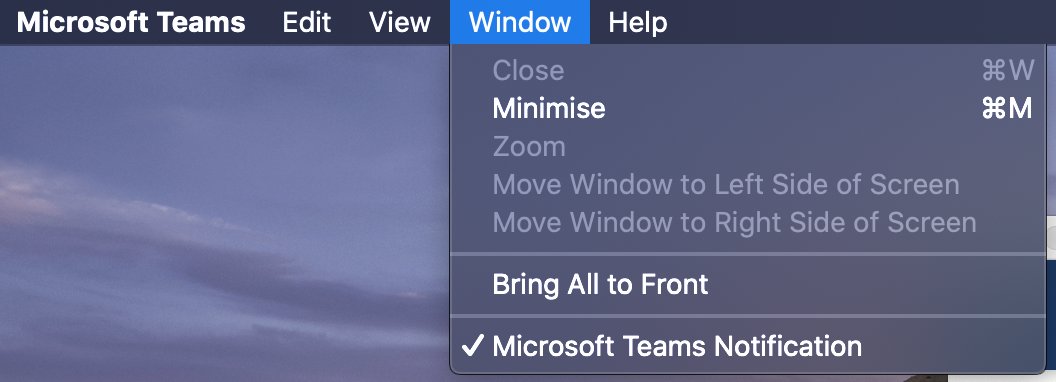 Microsoft Teams Edit View Window Help
Close ⌘W
Minimise ⌘M
Zoom
Move Window to Left Side of Screen
Move Window to Right Side of Screen
Bring All to Front
✓ Microsoft Teams Notification